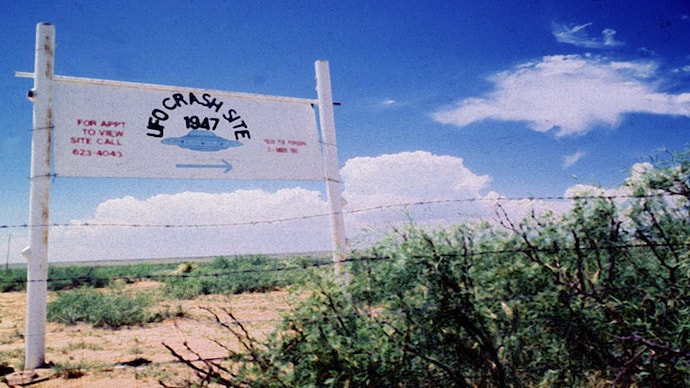 UFO CRASH SITE
1947
FOR APPT
TO VIEW
SITE CALL
623-4043